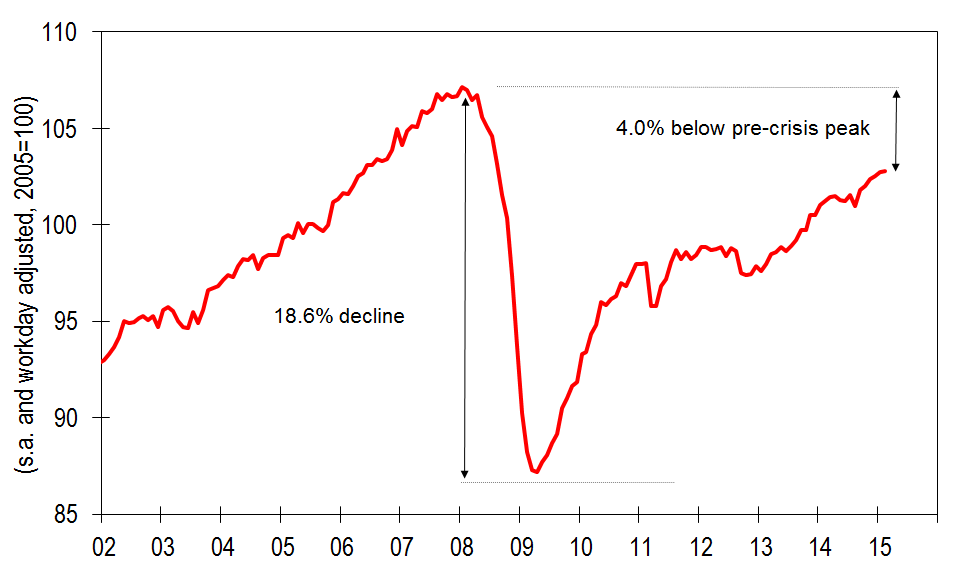 (s.a. and workday adjusted, 2005=100)
110
105
100
95
90
85
4.0% below pre-crisis peak
18.6% decline
02 03 04 05 06 07 08 09 10 11 12 13 14 15